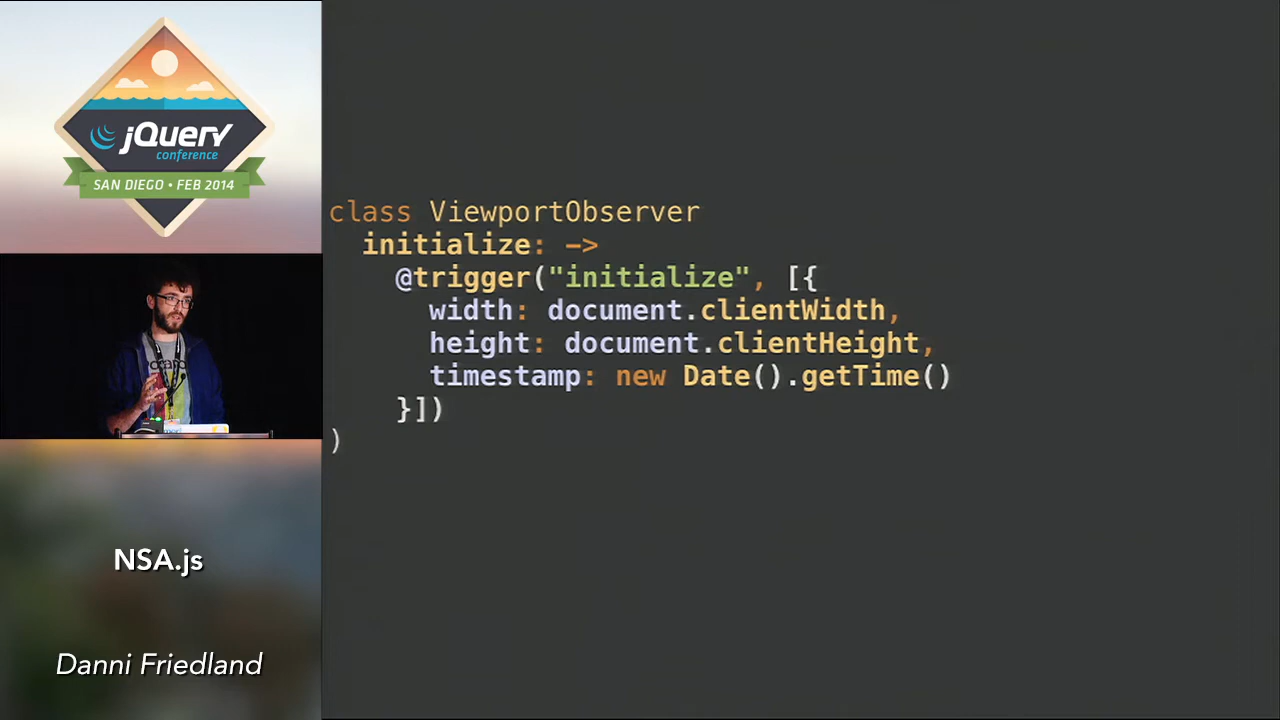 jQuery
conference
SAN DIEGO • FEB 2014
NSA.js
Danni Friedland
class ViewportObserver
  initialize: ->
    @trigger("initialize", [{
      width: document.clientWidth,
      height: document.clientHeight,
      timestamp: new Date().getTime()
    }])
)